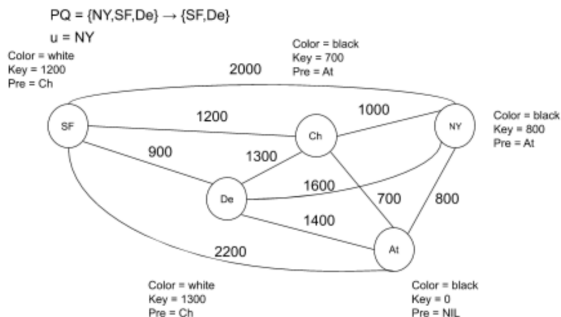 PQ = {NY,SF,De} → {SF,De}
u = NY
Color = white
Key = 1200
Pre = Ch
Color = black
Key = 700
Pre = At
2000
1200
1000
SF
Ch
NY
Color = black
Key = 800
Pre = At
900
1300
1600
De
700
800
1400
At
2200
Color = white
Key = 1300
Pre = Ch
Color = black
Key = 0
Pre = NIL